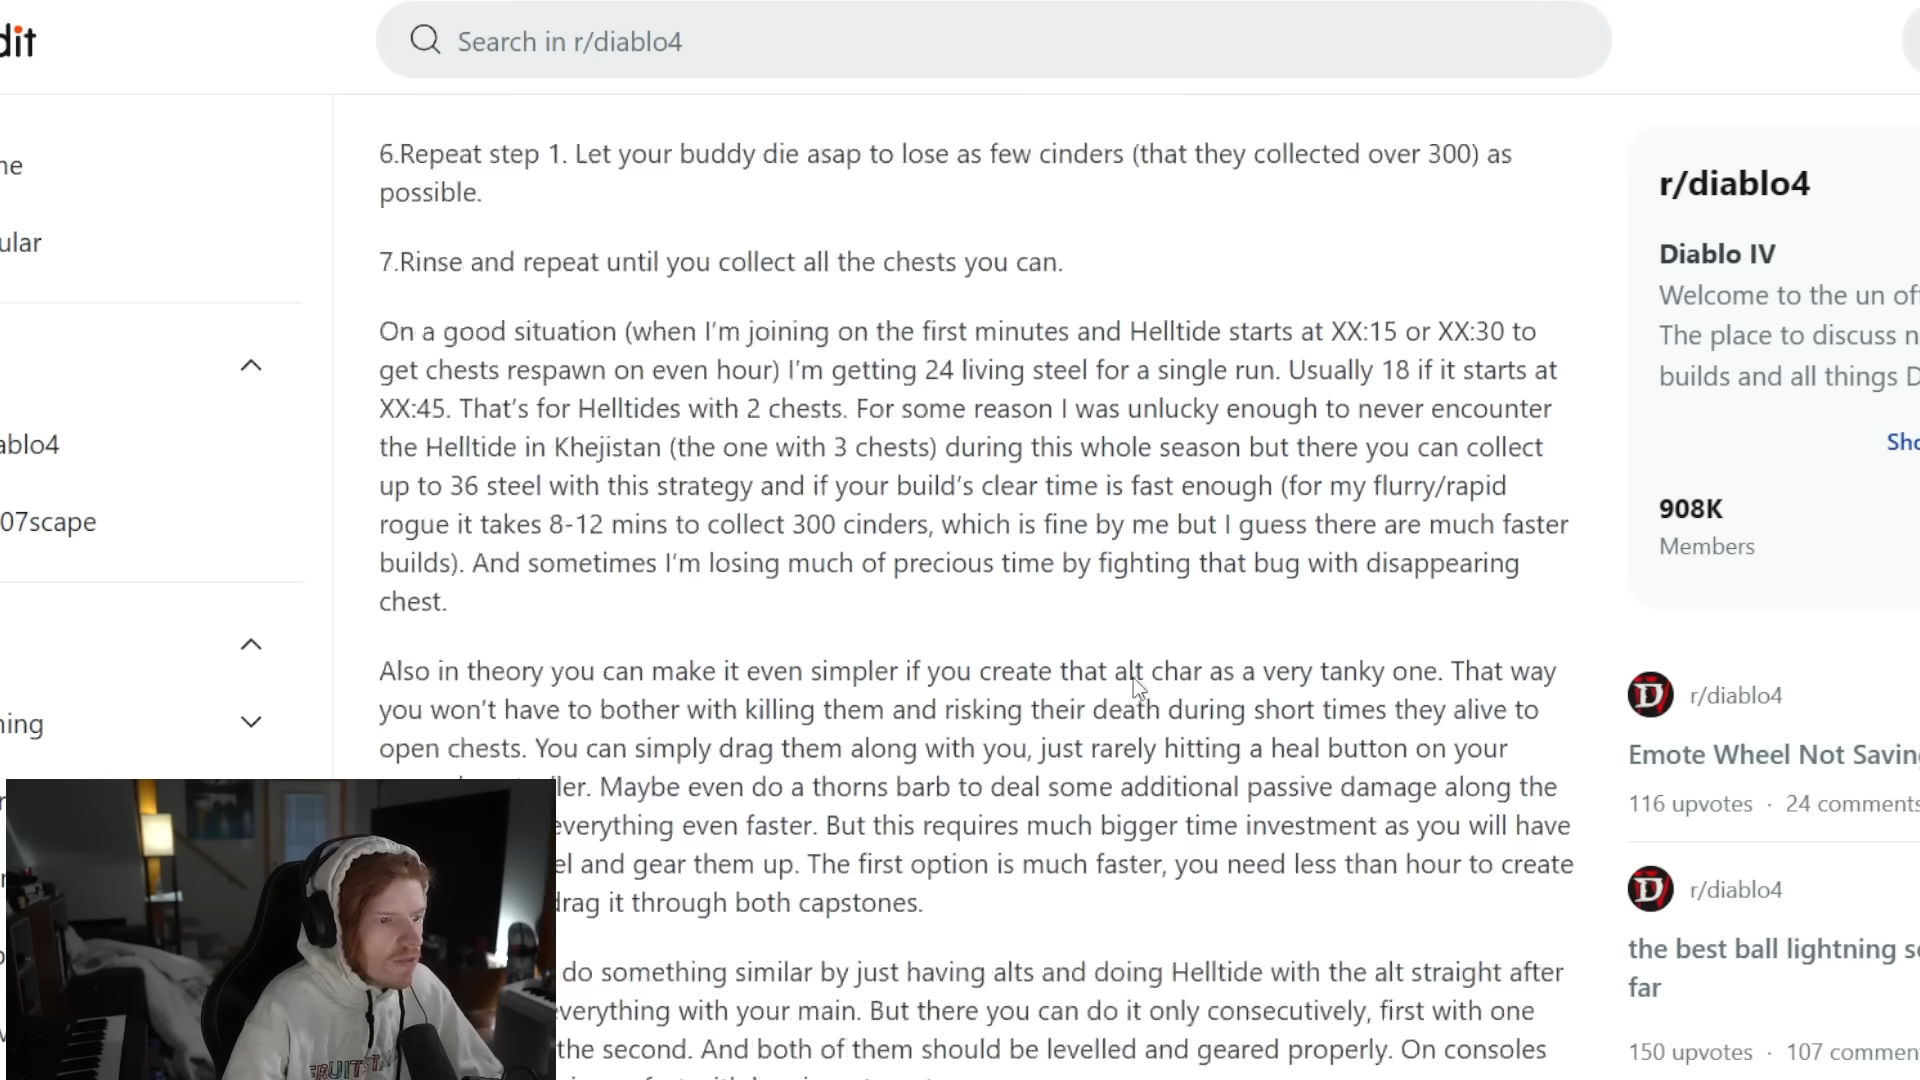 Search in r/diablo4
6.Repeat step 1. Let your buddy die asap to lose as few cinders (that they collected over 300) as
possible.
7.Rinse and repeat until you collect all the chests you can.
On a good situation (when I'm joining on the first minutes and Helltide starts at XX:15 or XX:30 to
get chests respawn on even hour) I'm getting 24 living steel for a single run. Usually 18 if it starts at
XX:45. That's for Helltides with 2 chests. For some reason I was unlucky enough to never encounter
the Helltide in Khejistan (the one with 3 chests) during this whole season but there you can collect
up to 36 steel with this strategy and if your build's clear time is fast enough (for my flurry/rapid
rogue it takes 8-12 mins to collect 300 cinders, which is fine by me but I guess there are much faster
builds). And sometimes I'm losing much of precious time by fighting that bug with disappearing
chest.
Also in theory you can make it even simpler if you create that alt char as a very tanky one. That way
you won't have to bother with killing them and risking their death during short times they alive to
open chests. You can simply drag them along with you, just rarely hitting a heal button on your
ler. Maybe even do a thorns barb to deal some additional passive damage along the
everything even faster. But this requires much bigger time investment as you will have
el and gear them up. The first option is much faster, you need less than hour to create
drag it through both capstones.
do something similar by just having alts and doing Helltide with the alt straight after
everything with your main. But there you can do it only consecutively, first with one
the second. And both of them should be levelled and geared properly. On consoles
dit
me
ular
ablo4
07scape
ning
r/diablo4
Diablo IV
Welcome to the un off
The place to discuss n
builds and all things D
Sho
908K
Members
r/diablo4
Emote Wheel Not Saving
116 upvotes · 24 comments
r/diablo4
the best ball lightning so
far
150 upvotes · 107 commen